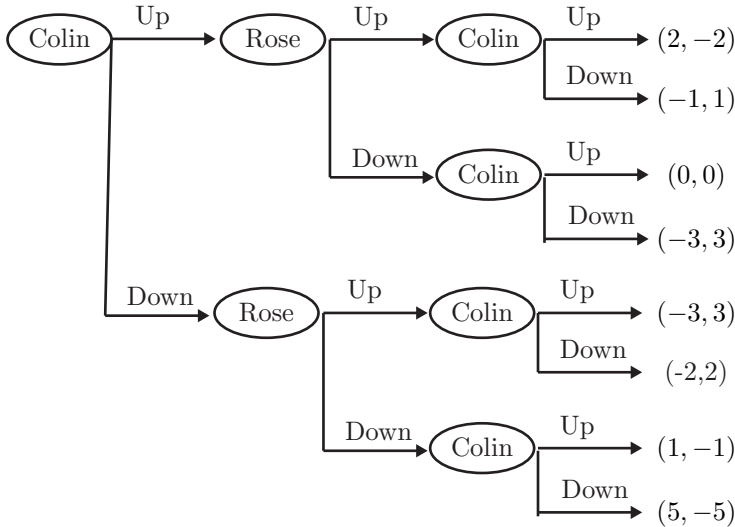 Colin Up Rose Up Colin Up (2, −2)
Down (−1, 1)
Down Colin Up (0, 0)
Down (−3, 3)
Down Rose Up Colin Up (−3, 3)
Down (-2,2)
Down Colin Up (1, −1)
Down (5, −5)